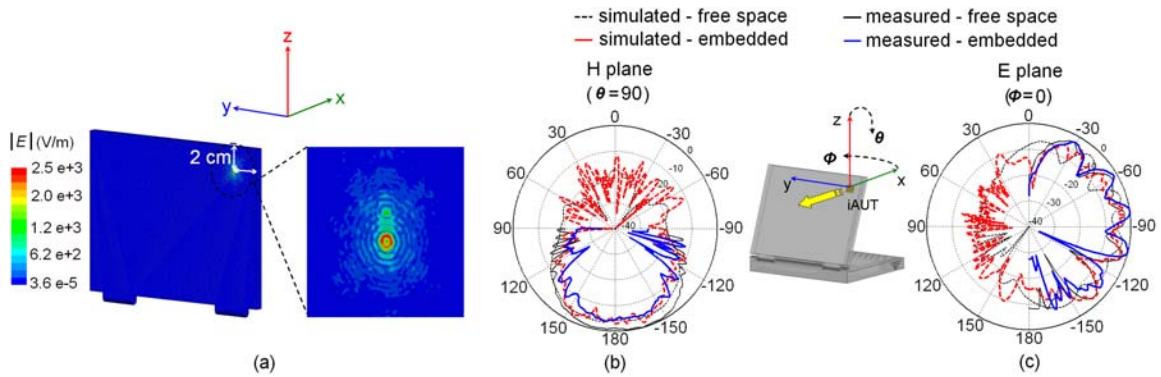 simulated - free space
measured - free space
simulated - embedded
measured - embedded
z
y
x
|E| (V/m)
2.5 e+3
1.9 e+3
1.2 e+3
6.2 e+2
3.6 e-5
2 cm
(a)
H plane
(θ=90)
0
30
-30
60
-60
90
-90
120
-120
150
-150
180
0
-10
-20
-40
(b)
z
θ
Φ
y
x
iAUT
E plane
(Φ=0)
0
30
-30
60
-60
90
-90
120
-120
150
-150
180
0
-10
-20
-30
-40
(c)